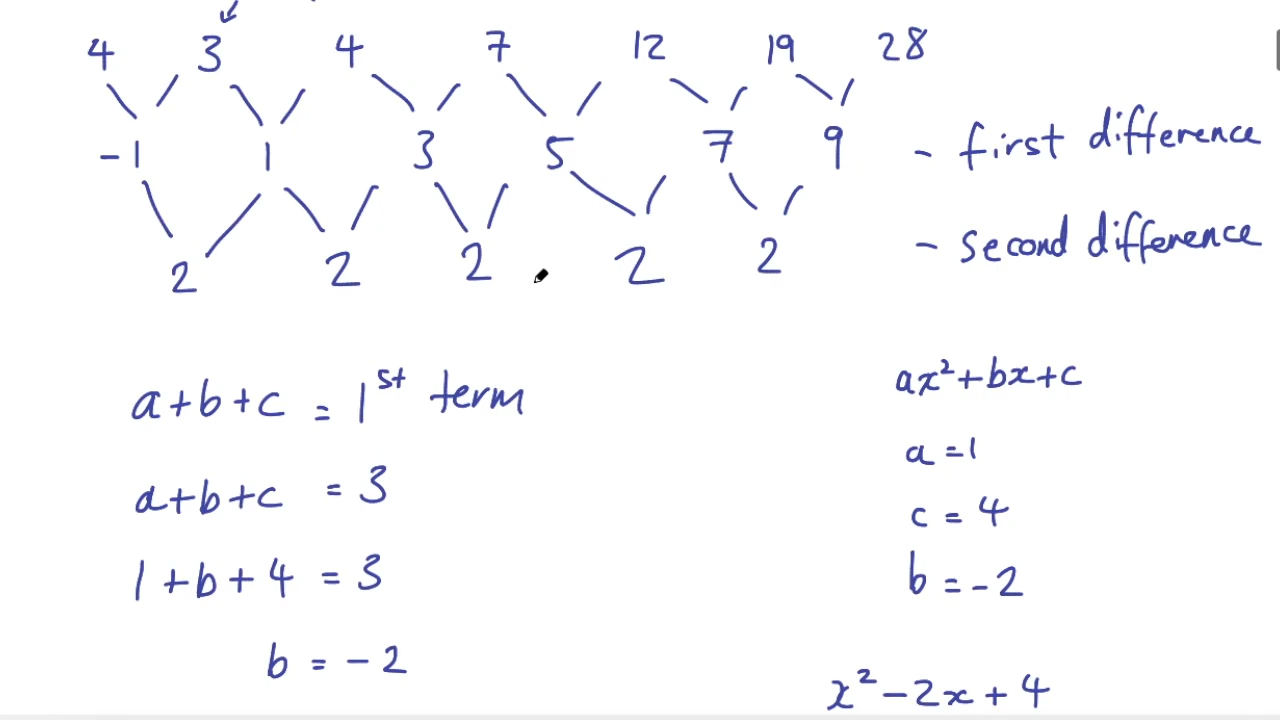 4 3 4 7 12 19 28
-1 1 3 5 7 9 - first difference
2 2 2 2 2 - second difference
a+b+c = 1st term
a+b+c = 3
1+b+4 = 3
b = -2
ax²+bx+c
a=1
c = 4
b = -2
x²-2x+4